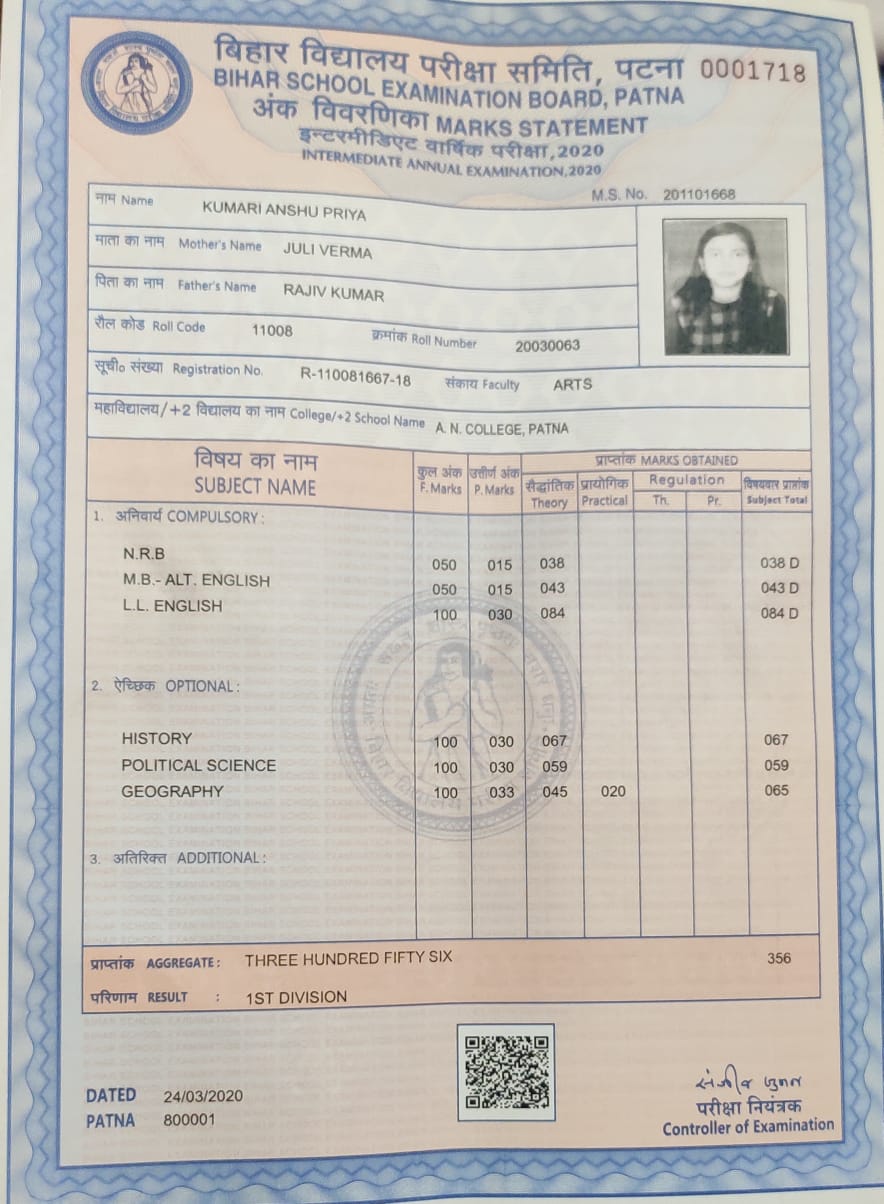 बिहार विद्यालय परीक्षा समिति, पटना 0001718
BIHAR SCHOOL EXAMINATION BOARD, PATNA
अंक विवरणिका MARKS STATEMENT
इन्टरमीडिएट वार्षिक परीक्षा,2020
INTERMEDIATE ANNUAL EXAMINATION,2020
M.S. No. 201101668
नाम Name KUMARI ANSHU PRIYA
माता का नाम Mother's Name JULI VERMA
पिता का नाम Father's Name RAJIV KUMAR
रौल कोड Roll Code 11008 क्रमांक Roll Number 20030063
सूची० संख्या Registration No. R-110081667-18 संकाय Faculty ARTS
महाविद्यालय/+2 विद्यालय का नाम College/+2 School Name A. N. COLLEGE, PATNA
विषय का नाम SUBJECT NAME कुल अंक F. Marks उत्तीर्ण अंक P. Marks प्राप्तांक MARKS OBTAINED
सैद्धांतिक Theory प्रायोगिक Practical Regulation Th. Pr. विषयवार प्राप्तांक Subject Total
1. अनिवार्य COMPULSORY :
N.R.B 050 015 038 038 D
M.B.- ALT. ENGLISH 050 015 043 043 D
L.L. ENGLISH 100 030 084 084 D
2. ऐच्छिक OPTIONAL :
HISTORY 100 030 067 067
POLITICAL SCIENCE 100 030 059 059
GEOGRAPHY 100 033 045 020 065
3. अतिरिक्त ADDITIONAL :
प्राप्तांक AGGREGATE : THREE HUNDRED FIFTY SIX 356
परिणाम RESULT : 1ST DIVISION
DATED 24/03/2020
PATNA 800001
परीक्षा नियंत्रक
Controller of Examination